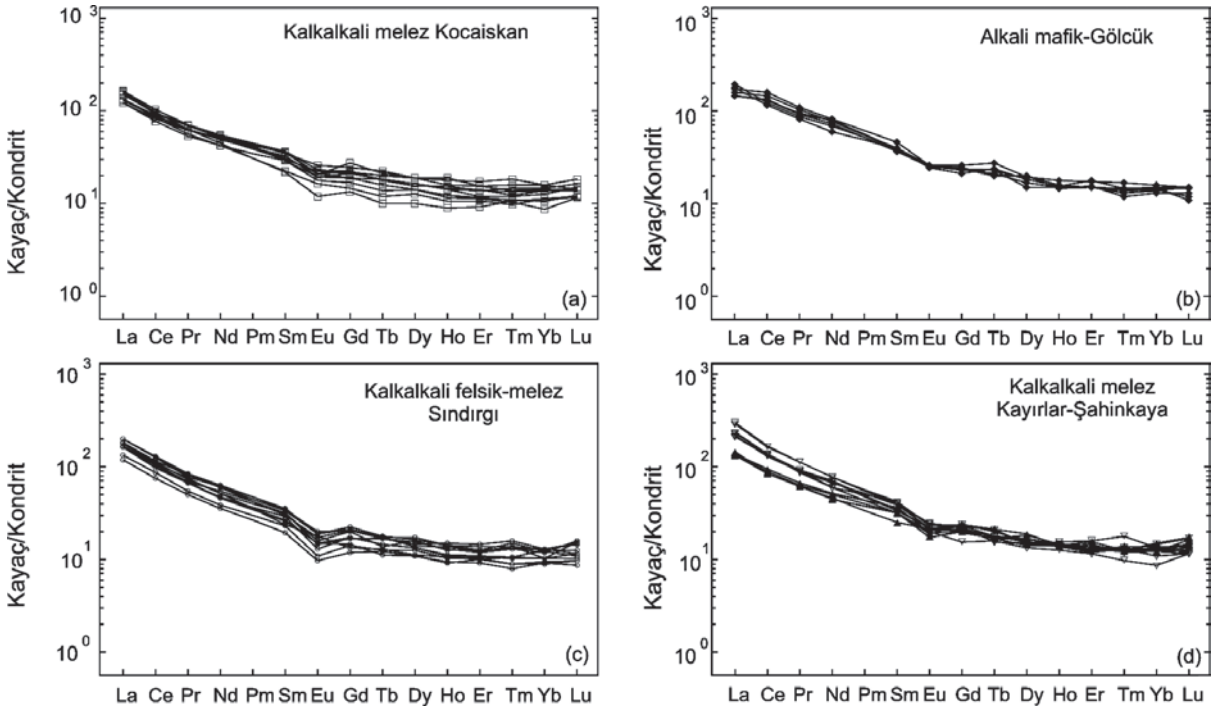 10³
Kalkalkali melez Kocaiskan
10²
Kayaç/Kondrit
10¹
10⁰
(a)
La Ce Pr Nd Pm Sm Eu Gd Tb Dy Ho Er Tm Yb Lu
10³
Alkali mafik-Gölcük
10²
Kayaç/Kondrit
10¹
10⁰
(b)
La Ce Pr Nd Pm Sm Eu Gd Tb Dy Ho Er Tm Yb Lu
10³
Kalkalkali felsik-melez
Sındırgı
10²
Kayaç/Kondrit
10¹
10⁰
(c)
La Ce Pr Nd Pm Sm Eu Gd Tb Dy Ho Er Tm Yb Lu
10³
Kalkalkali melez
Kayırlar-Şahinkaya
10²
Kayaç/Kondrit
10¹
10⁰
(d)
La Ce Pr Nd Pm Sm Eu Gd Tb Dy Ho Er Tm Yb Lu